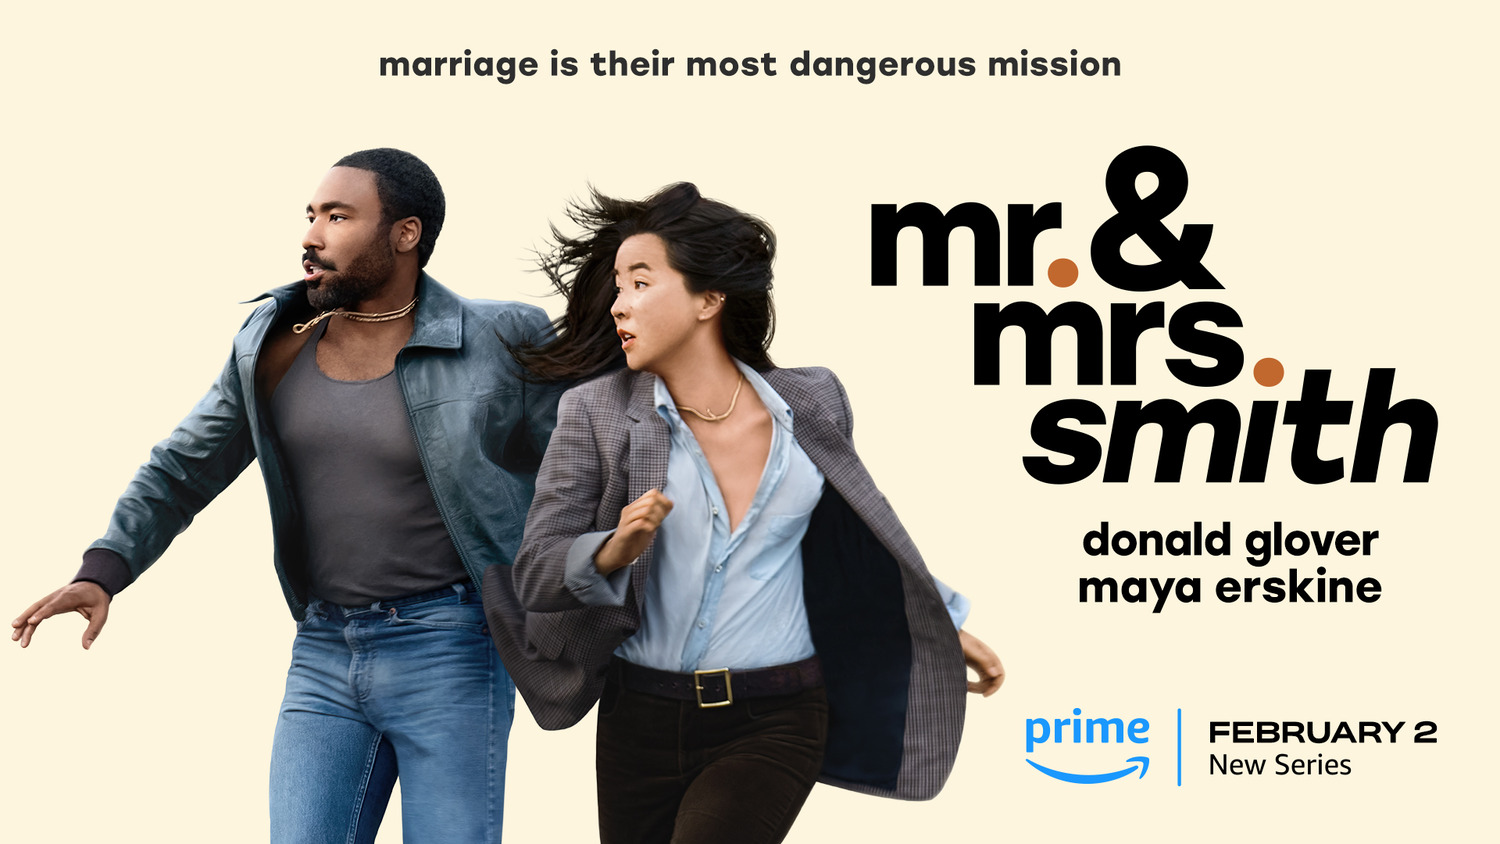 marriage is their most dangerous mission
mr. &
mrs.
smith
donald glover
maya erskine
prime
FEBRUARY 2
New Series